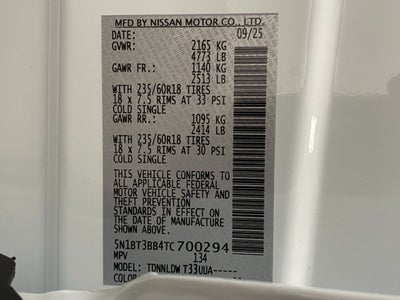 MFD BY NISSAN MOTOR CO., LTD.
DATE: 09/25
GVWR: 2165 KG
4773 LB
GAWR FR.: 1140 KG
2513 LB
WITH 235/60R18 TIRES
18 x 7.5 RIMS AT 33 PSI
COLD SINGLE
GAWR RR.: 1095 KG
2414 LB
WITH 235/60R18 TIRES
18 x 7.5 RIMS AT 30 PSI
COLD SINGLE
THIS VEHICLE CONFORMS TO
ALL APPLICABLE FEDERAL
MOTOR VEHICLE SAFETY
AND THEFT PREVENTION
STANDARDS IN EFFECT ON
THE DATE OF MANUFACTURE
SHOWN ABOVE.
5N1BT3BB4TC700294
MPV 134
MODEL: TDNNLDW T33UUA-----